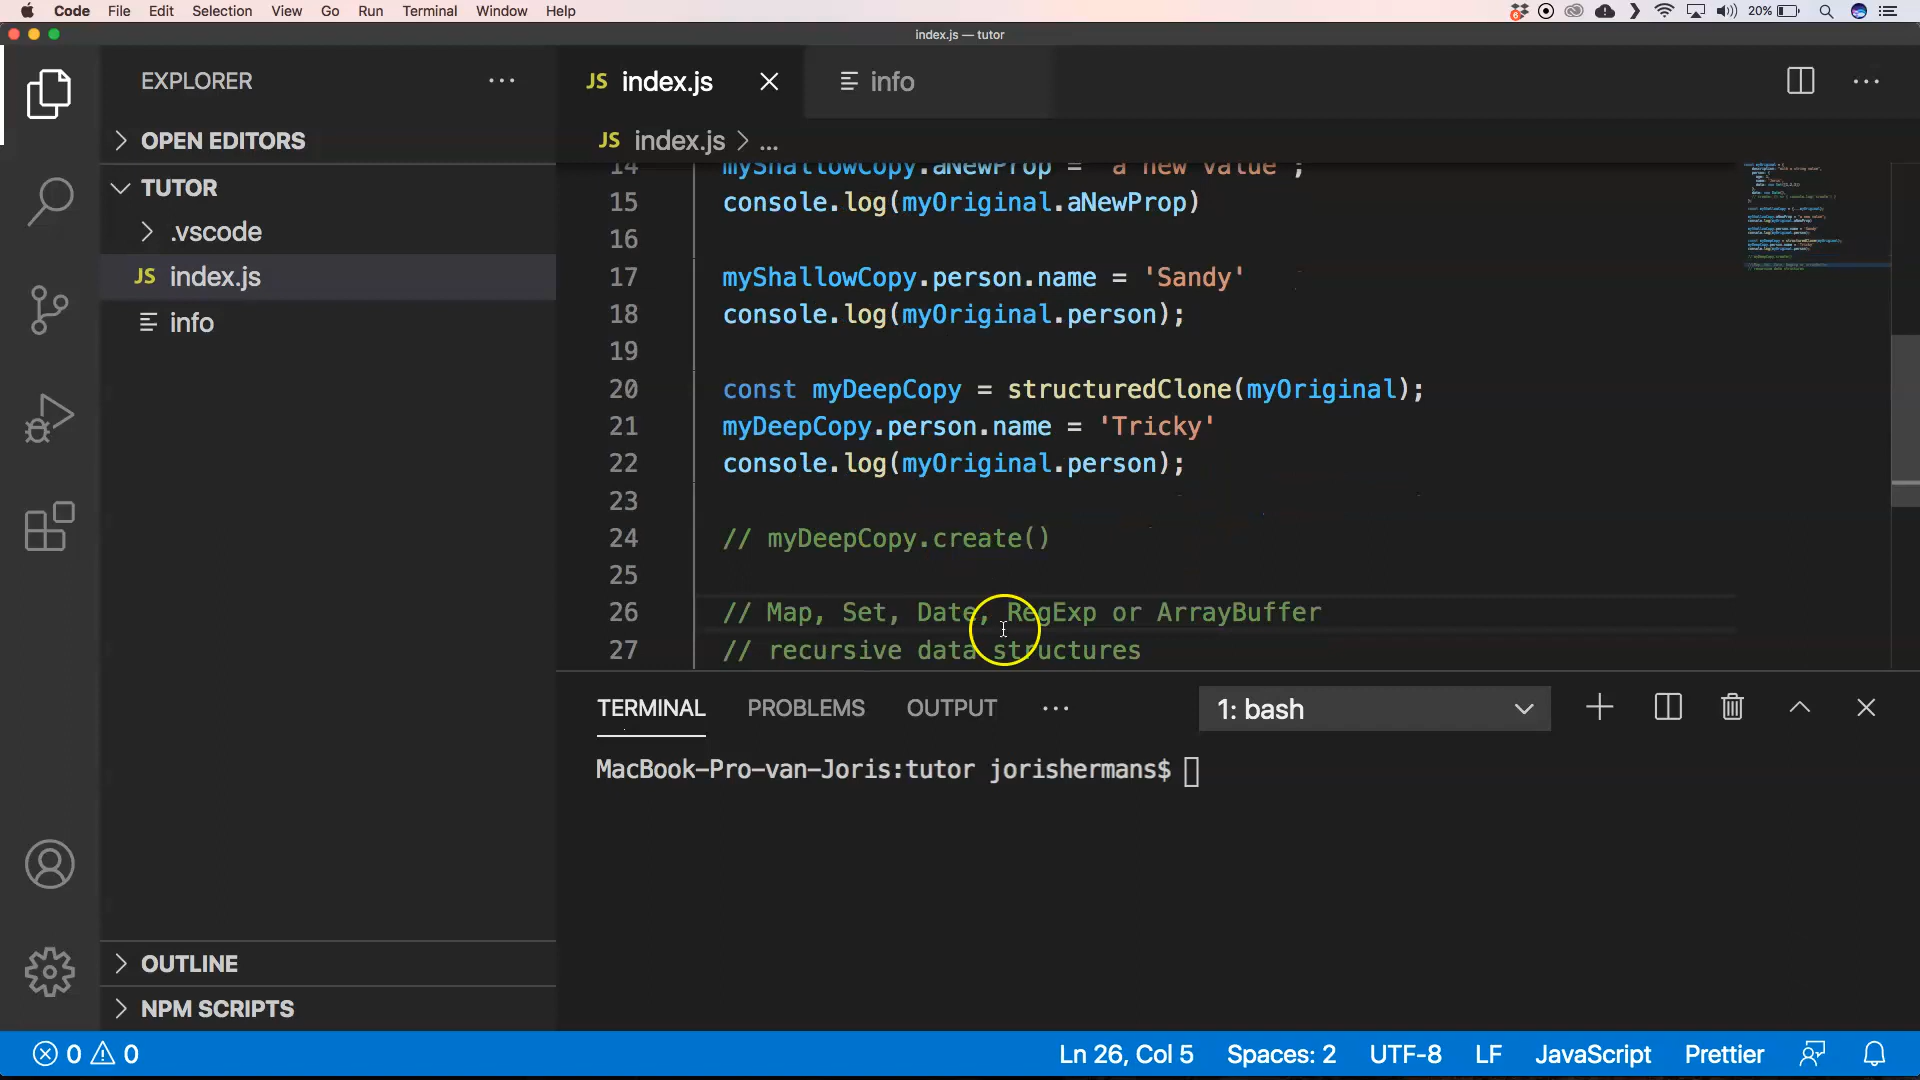 Code File Edit Selection View Go Run Terminal Window Help 20%
index.js — tutor
EXPLORER
OPEN EDITORS
TUTOR
.vscode
JS index.js
info
OUTLINE
NPM SCRIPTS
JS index.js
info
JS index.js > ...
14 myShallowCopy.aNewProp = "a new value";
15 console.log(myOriginal.aNewProp)
16
17 myShallowCopy.person.name = 'Sandy'
18 console.log(myOriginal.person);
19
20 const myDeepCopy = structuredClone(myOriginal);
21 myDeepCopy.person.name = 'Tricky'
22 console.log(myOriginal.person);
23
24 // myDeepCopy.create()
25
26 // Map, Set, Date, RegExp or ArrayBuffer
27 // recursive data structures
TERMINAL PROBLEMS OUTPUT ... 1: bash
MacBook-Pro-van-Joris:tutor jorishermans$
0 0 Ln 26, Col 5 Spaces: 2 UTF-8 LF JavaScript Prettier